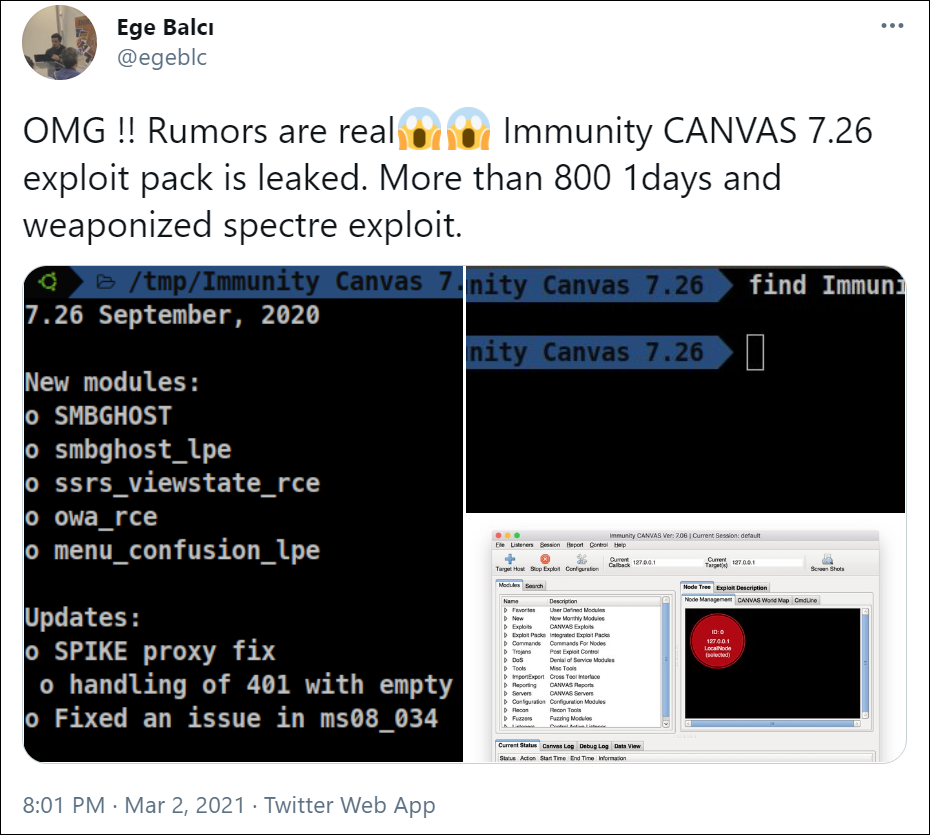 Ege Balcı
@egeblc
OMG !! Rumors are real😱😱 Immunity CANVAS 7.26
exploit pack is leaked. More than 800 1days and
weaponized spectre exploit.
/tmp/Immunity Canvas 7.
7.26 September, 2020
New modules:
o SMBGHOST
o smbghost_lpe
o ssrs_viewstate_rce
o owa_rce
o menu_confusion_lpe
Updates:
o SPIKE proxy fix
o handling of 401 with empty
o Fixed an issue in ms08_034
nity Canvas 7.26 find Immuni
nity Canvas 7.26
Immunity CANVAS Ver: 7.06 | Current Session: default
File Listeners Session Report Control Help
Target Host Stop Exploit Configuration Current Callback 127.0.0.1 Current Target(s) 127.0.0.1 Screen Shots
Modules Search
Name Description
Favorites User Defined Modules
New New Monthly Modules
Exploits CANVAS Exploits
Exploit Packs Integrated Exploit Packs
Commands Commands For Nodes
Trojans Post Exploit Control
DoS Denial of Service Modules
Tools Misc Tools
ImportExport Cross Tool Interface
Reporting CANVAS Reports
Servers CANVAS Servers
Configuration Configuration Modules
Recon Recon Tools
Fuzzers Fuzzing Modules
Listeners Control Active Listener
Node Tree Exploit Description
Node Management CANVAS World Map CmdLine
ID: 0
127.0.0.1
LocalNode
(selected)
Current Status Canvas Log Debug Log Data View
Status Action Start Time End Time Information
8:01 PM · Mar 2, 2021 · Twitter Web App